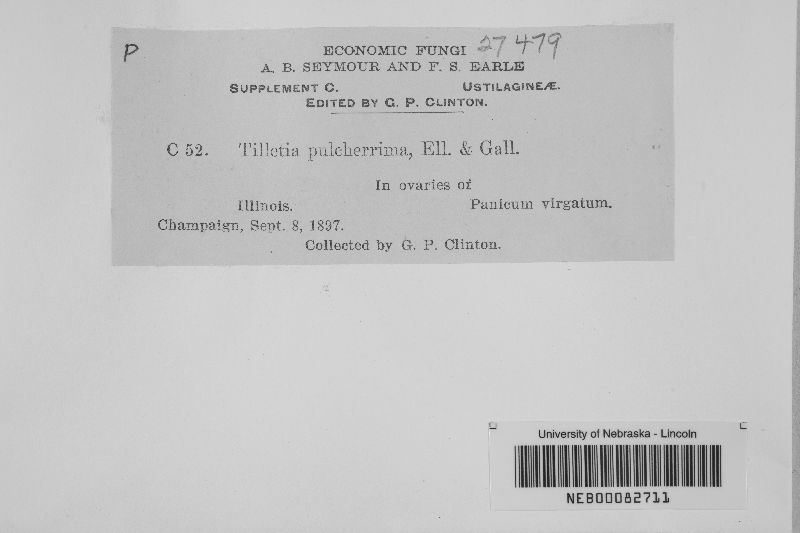 P
27479
ECONOMIC FUNGI
A. B. SEYMOUR AND F. S. EARLE
SUPPLEMENT C. USTILAGINEÆ.
EDITED BY G. P. CLINTON.
C 52. Tilletia pulcherrima, Ell. & Gall.
In ovaries of
Illinois. Panicum virgatum.
Champaign, Sept. 8, 1897.
Collected by G. P. Clinton.
University of Nebraska - Lincoln
NEB00082711